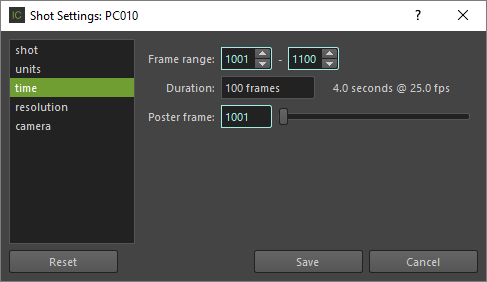 IC Shot Settings: PC010 ?
shot
units
time
resolution
camera
Frame range: 1001 - 1100
Duration: 100 frames 4.0 seconds @ 25.0 fps
Poster frame: 1001
Reset Save Cancel